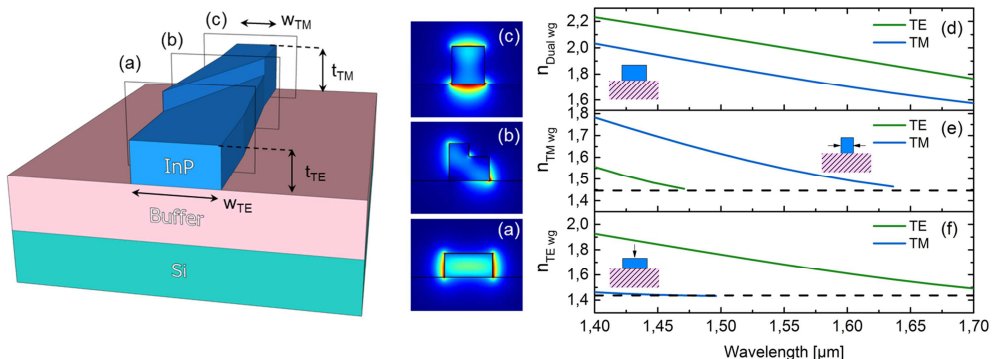 (c)
w_TM
(b)
(a)
t_TM
InP
t_TE
w_TE
Buffer
Si
(c)
(b)
(a)
n_Dual wg
2,2
2,0
1,8
1,6
TE
TM
(d)
n_TM wg
1,8
1,7
1,6
1,5
1,4
TE
TM
(e)
n_TE wg
2,0
1,8
1,6
1,4
TE
TM
(f)
1,40
1,45
1,50
1,55
1,60
1,65
1,70
Wavelength [µm]